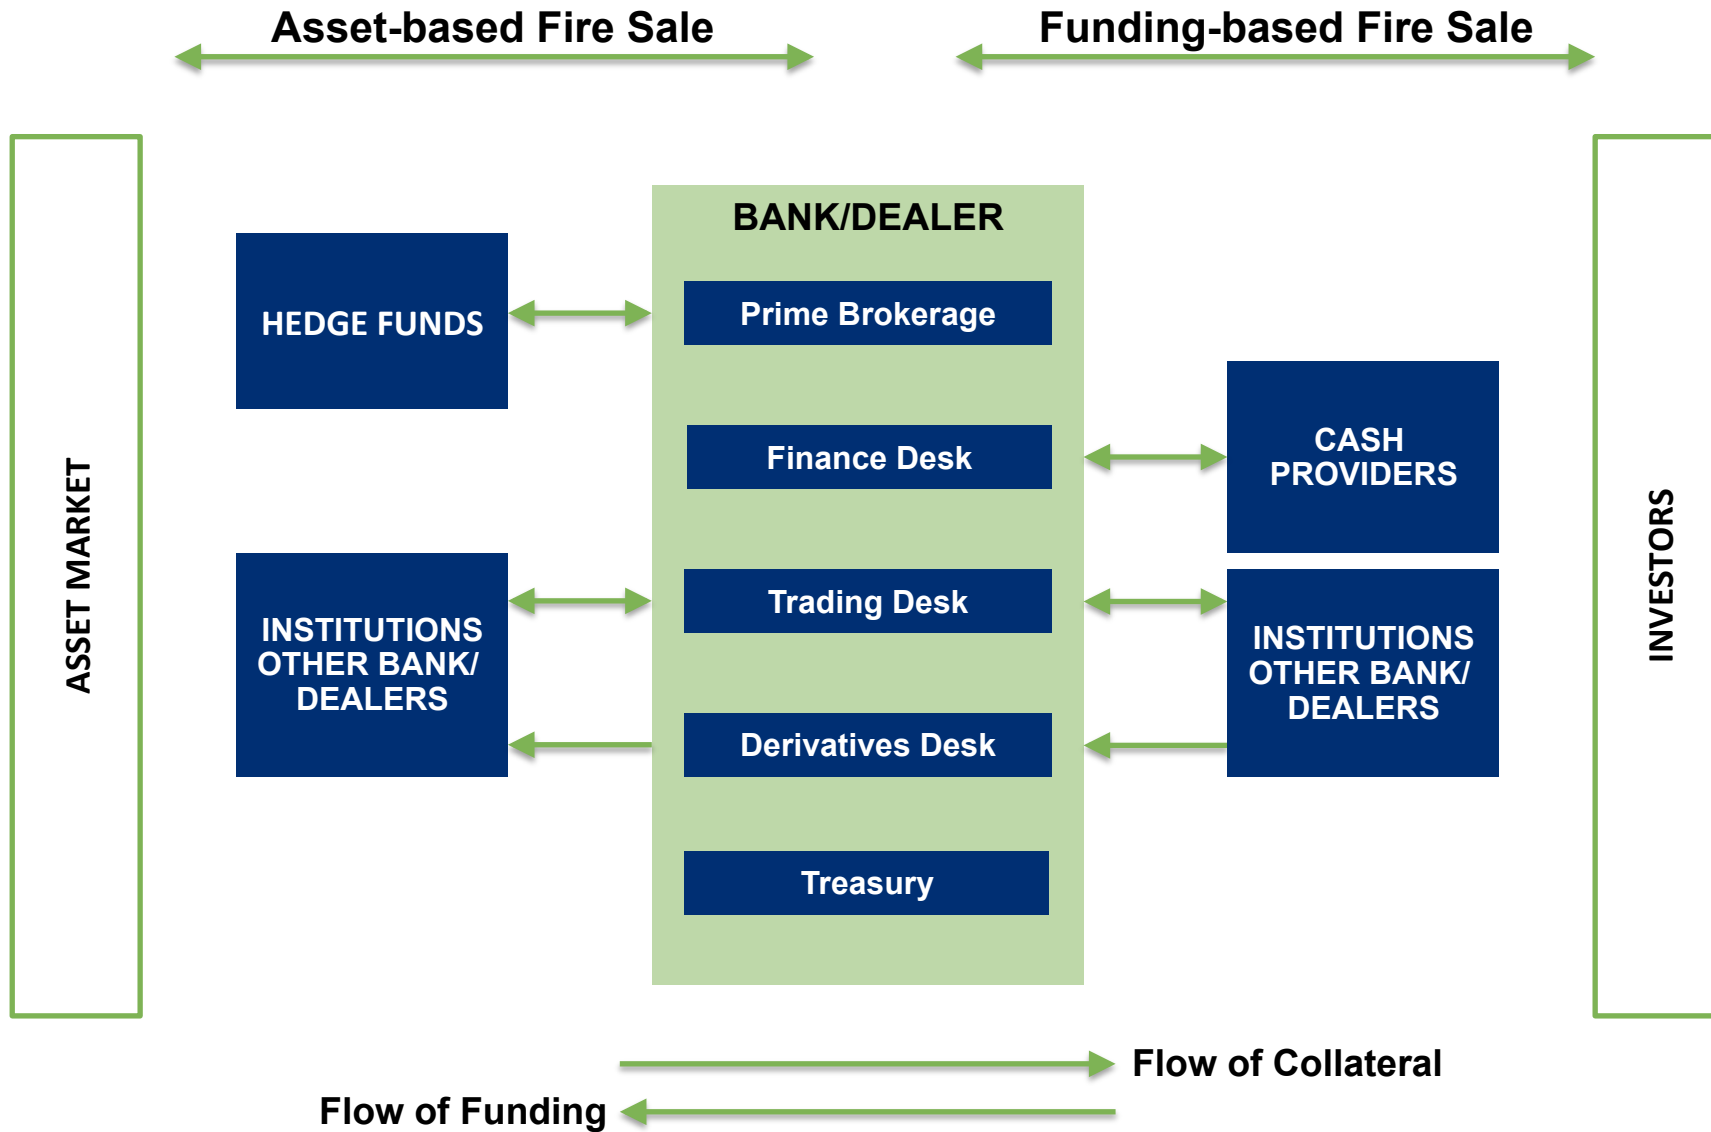 Asset-based Fire Sale
Funding-based Fire Sale
ASSET MARKET
HEDGE FUNDS
INSTITUTIONS
OTHER BANK/
DEALERS
BANK/DEALER
Prime Brokerage
Finance Desk
Trading Desk
Derivatives Desk
Treasury
CASH
PROVIDERS
INSTITUTIONS
OTHER BANK/
DEALERS
INVESTORS
Flow of Collateral
Flow of Funding